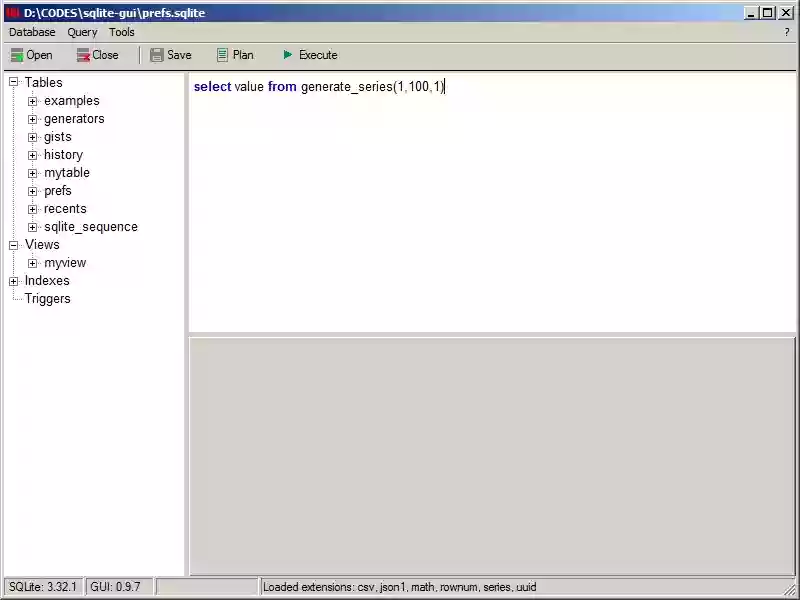 D:\CODES\sqlite-gui\prefs.sqlite
Database Query Tools ?
Open Close Save Plan Execute
Tables
examples
generators
gists
history
mytable
prefs
recents
sqlite_sequence
Views
myview
Indexes
Triggers
select value from generate_series(1,100,1)
SQLite: 3.32.1 GUI: 0.9.7 Loaded extensions: csv, json1, math, rownum, series, uuid